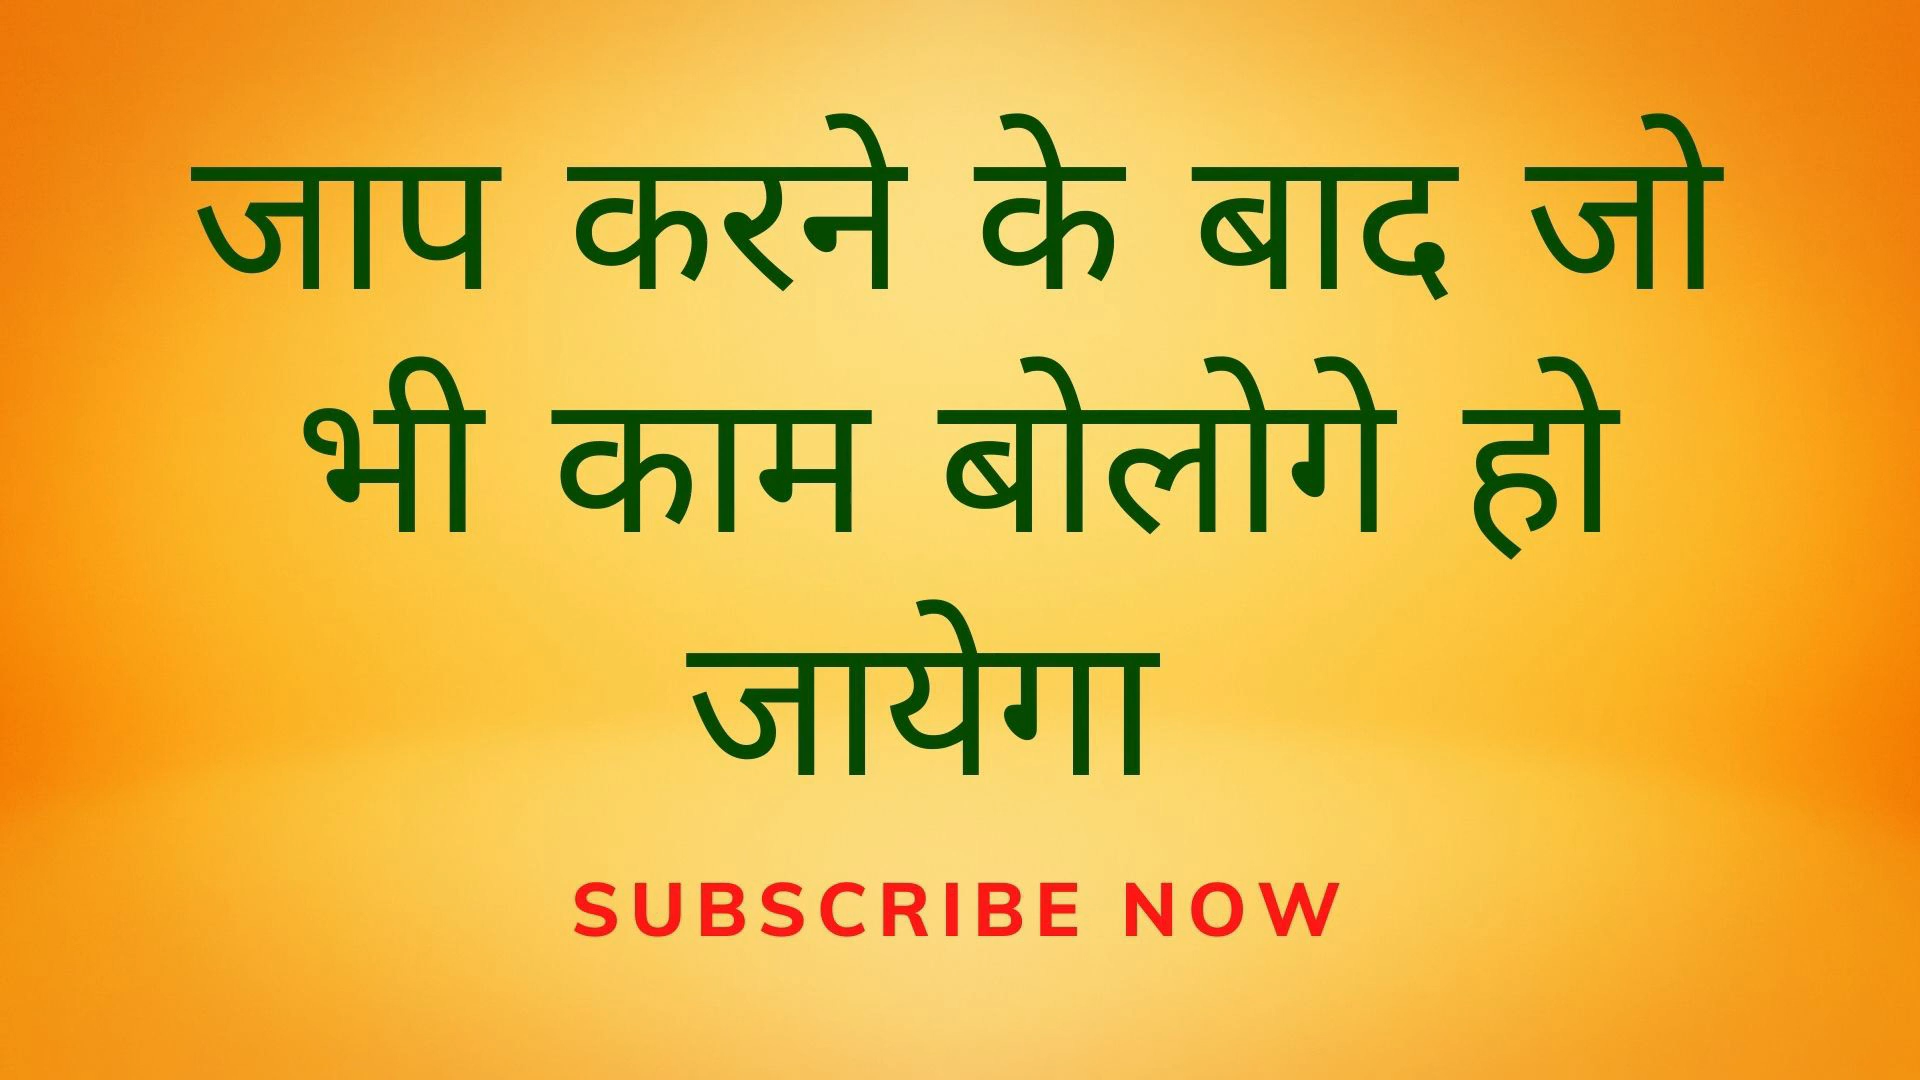 जाप करने के बाद जो
भी काम बोलोगे हो
जायेगा
SUBSCRIBE NOW